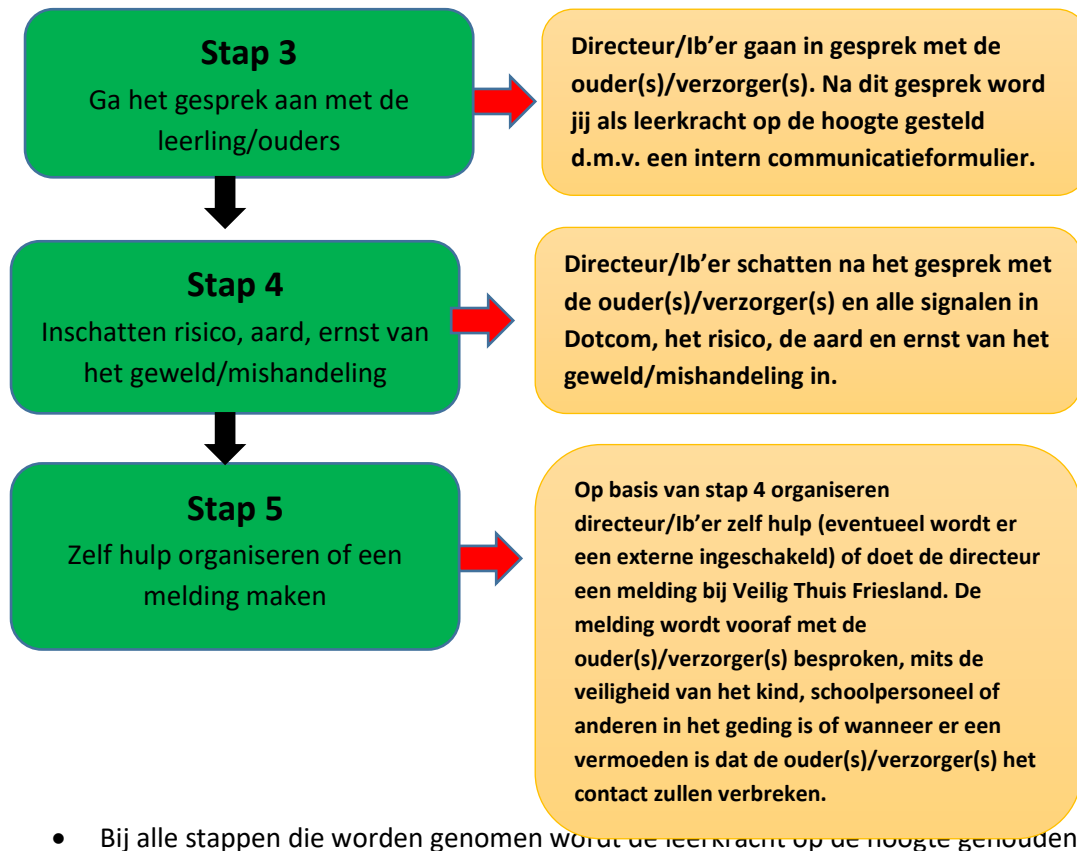 Stap 3
Ga het gesprek aan met de
leerling/ouders
Directeur/Ib’er gaan in gesprek met de
ouder(s)/verzorger(s). Na dit gesprek word
jij als leerkracht op de hoogte gesteld
d.m.v. een intern communicatieformulier.
Stap 4
Inschatten risico, aard, ernst van
het geweld/mishandeling
Directeur/Ib’er schatten na het gesprek met
de ouder(s)/verzorger(s) en alle signalen in
Dotcom, het risico, de aard en ernst van het
geweld/mishandeling in.
Stap 5
Zelf hulp organiseren of een
melding maken
Op basis van stap 4 organiseren
directeur/Ib’er zelf hulp (eventueel wordt er
een externe ingeschakeld) of doet de directeur
een melding bij Veilig Thuis Friesland. De
melding wordt vooraf met de
ouder(s)/verzorger(s) besproken, mits de
veiligheid van het kind, schoolpersoneel of
anderen in het geding is of wanneer er een
vermoeden is dat de ouder(s)/verzorger(s) het
contact zullen verbreken.
• Bij alle stappen die worden genomen wordt de leerkracht op de hoogte gehouden